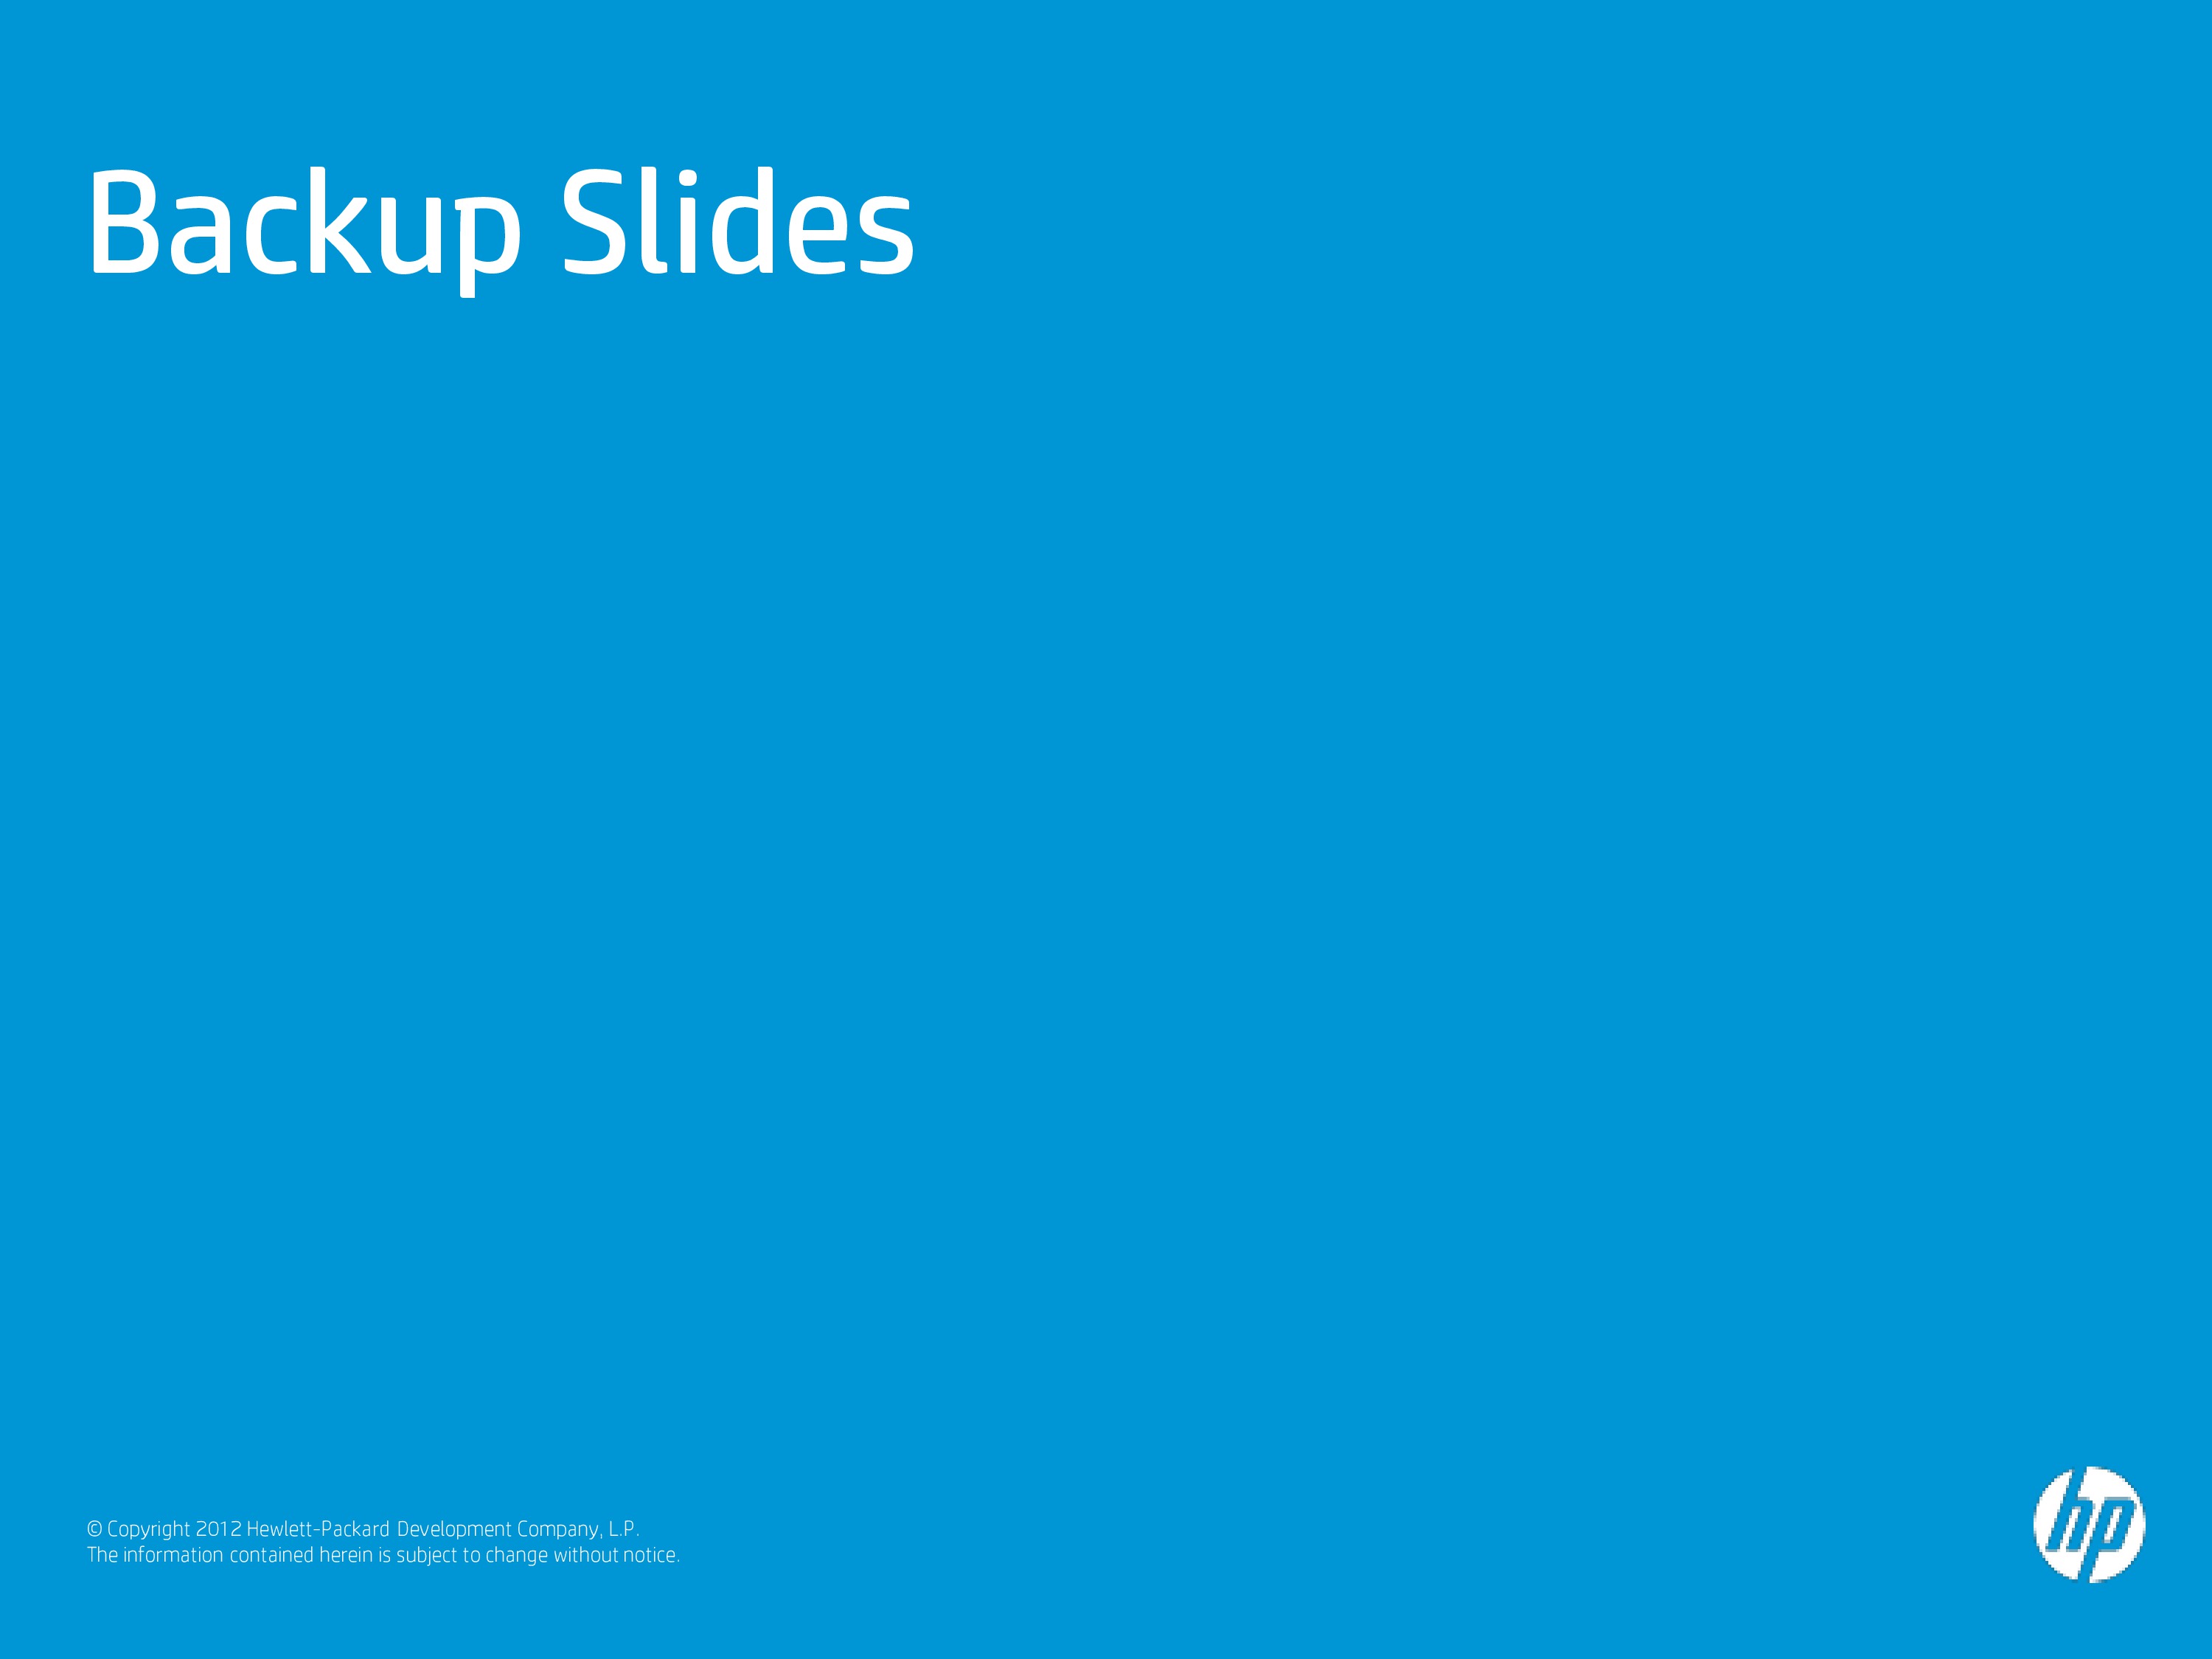 Backup Slides
© Copyright 2012 Hewlett-Packard Development Company, L.P.
The information contained herein is subject to change without notice.
hp